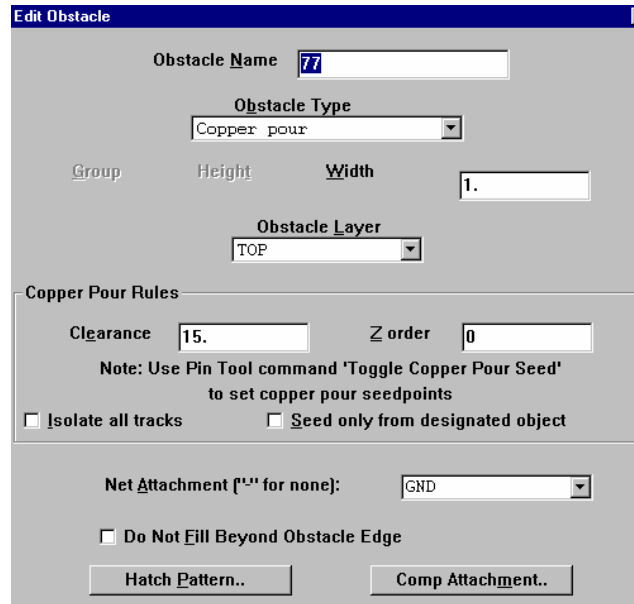 Edit Obstacle
Obstacle Name 77
Obstacle Type
Copper pour
Group Height Width 1.
Obstacle Layer
TOP
Copper Pour Rules
Clearance 15. Z order 0
Note: Use Pin Tool command 'Toggle Copper Pour Seed'
to set copper pour seedpoints
Isolate all tracks Seed only from designated object
Net Attachment ("-" for none): GND
Do Not Fill Beyond Obstacle Edge
Hatch Pattern.. Comp Attachment..